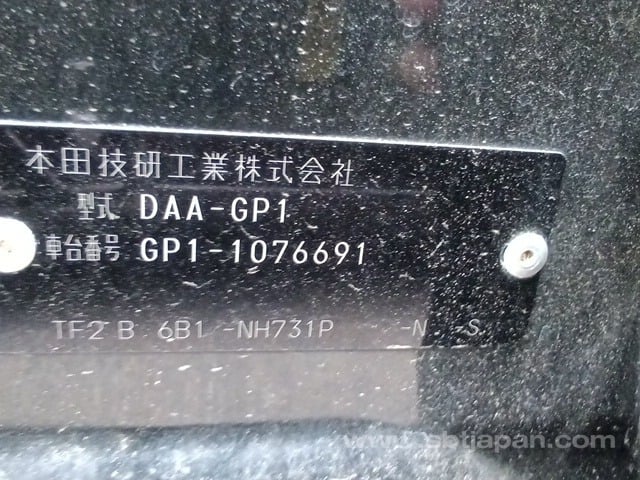 本田技研工業株式会社
型式 DAA-GP1
車台番号 GP1-1076691
TF2 B 6B1 -NH731P -N -S
www.sbtjapan.com